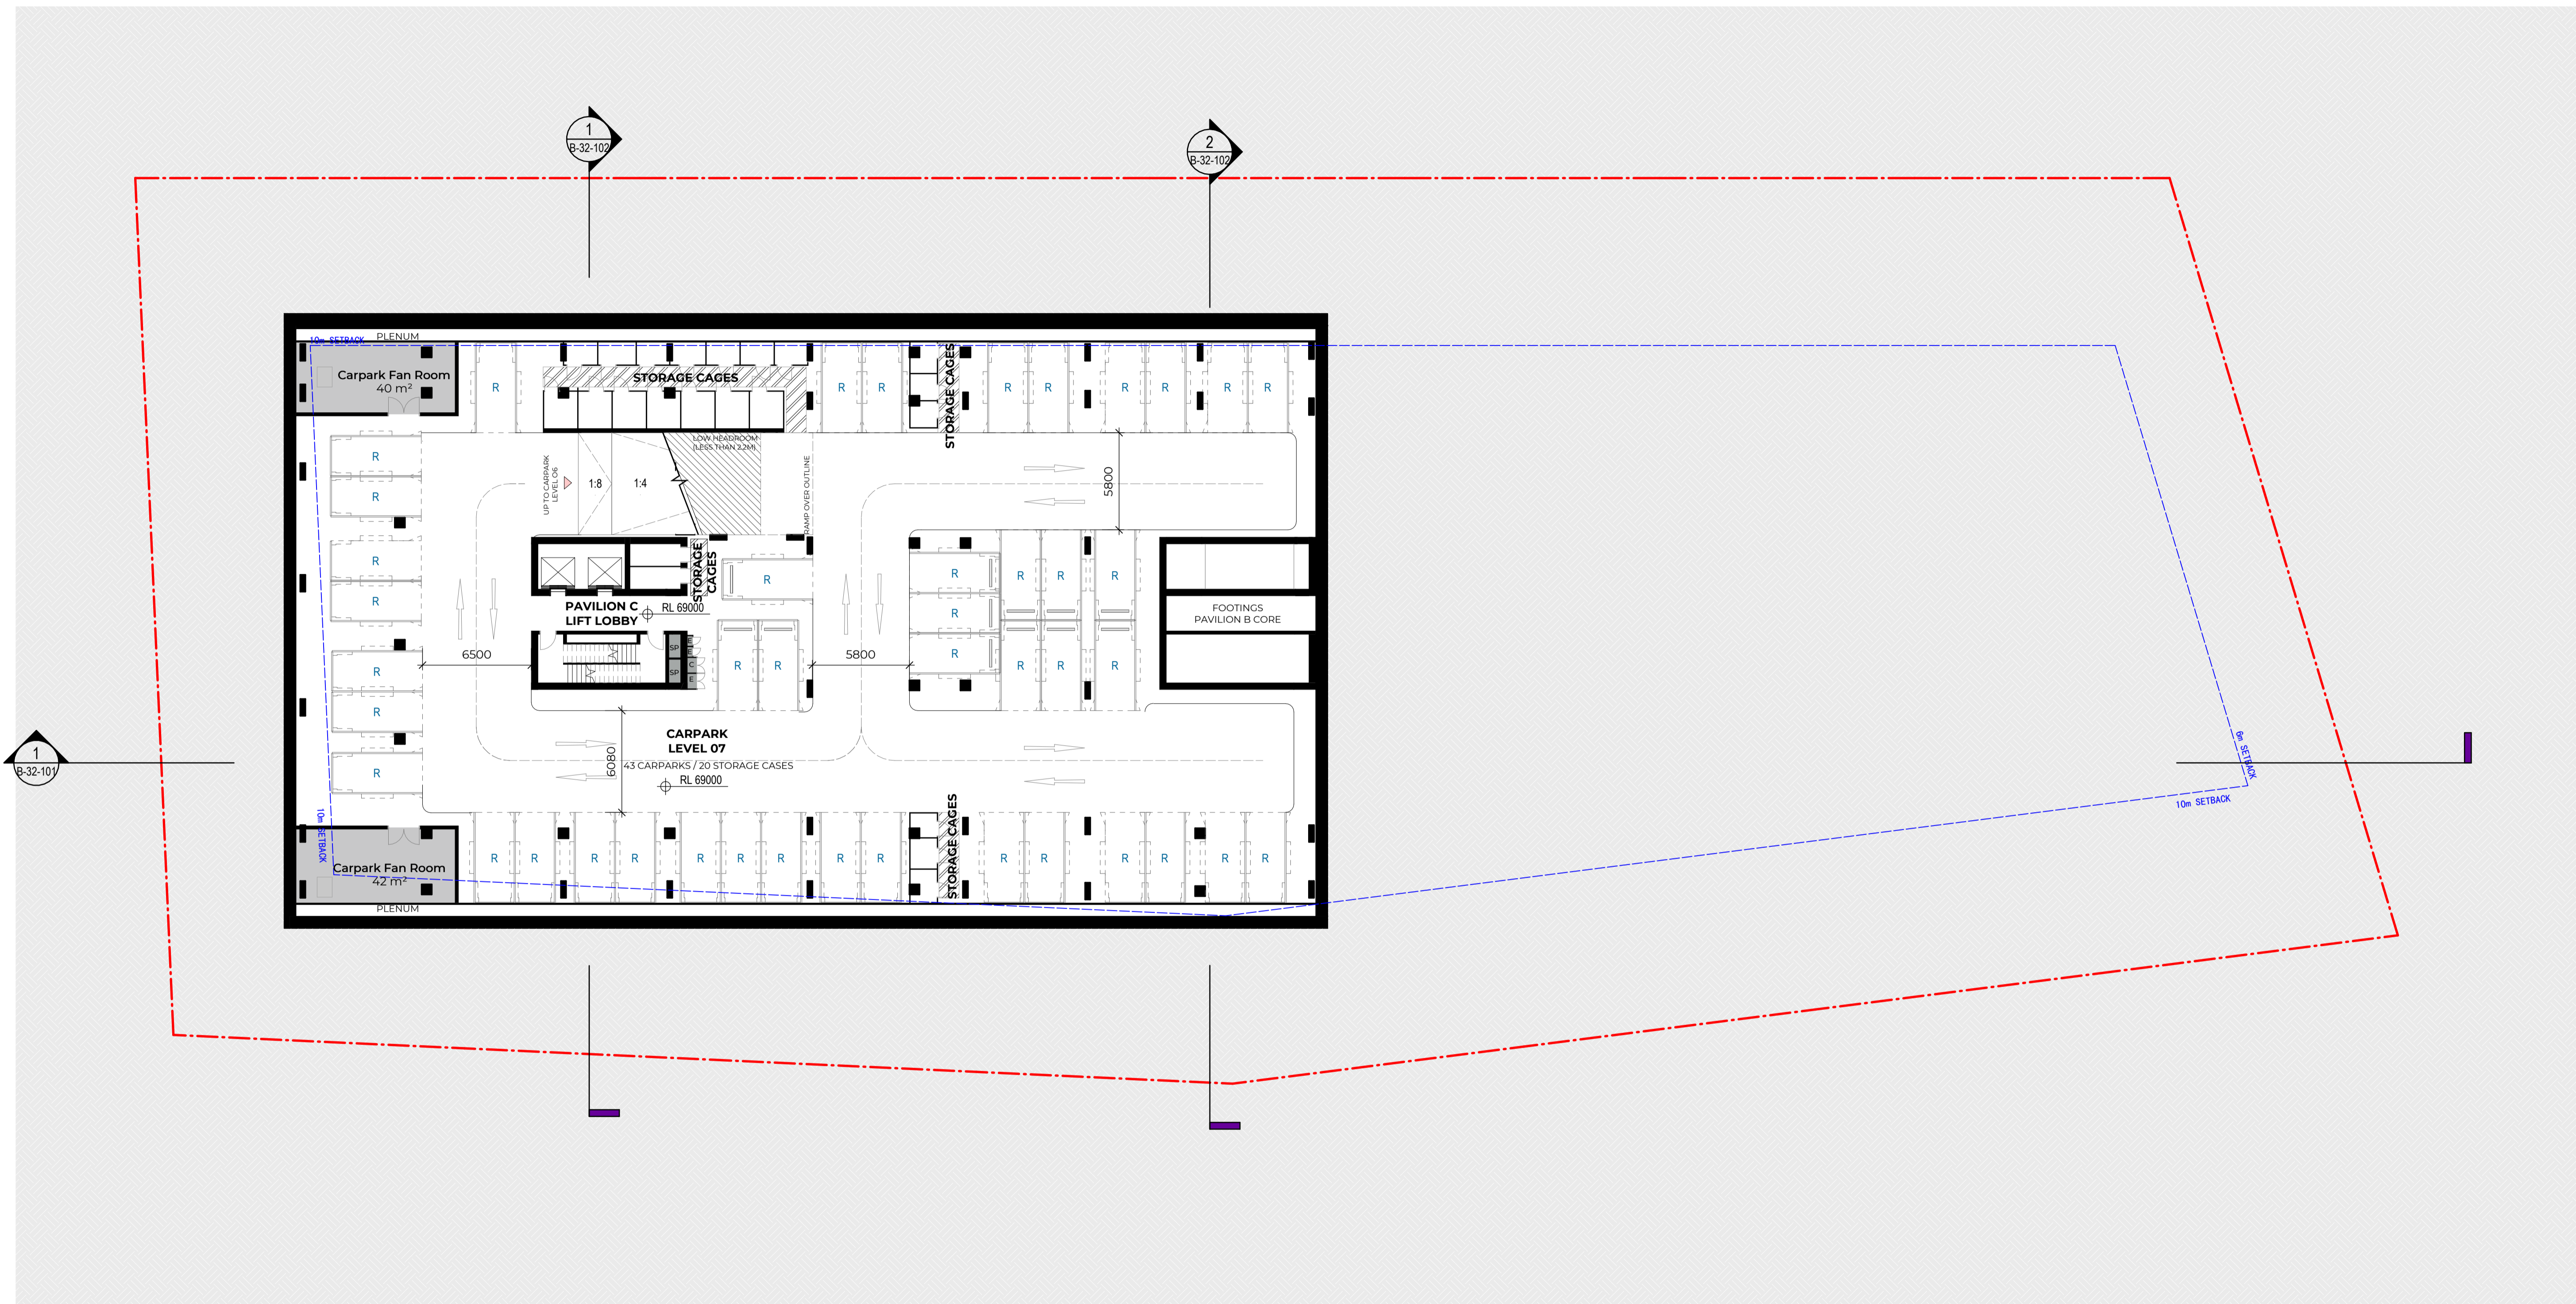 1
B-32-102
2
B-32-102
PLENUM
10m SETBACK
Carpark Fan Room
40 m²
R
STORAGE CAGES
R
R
STORAGE CAGES
R
R
R
R
R
R
R
R
UP TO CARPARK
LEVEL 06
1:8
1:4
LOW HEADROOM
(LESS THAN 2.2M)
RAMP OVER OUTLINE
5800
R
R
STORAGE
CAGES
R
R
R
R
R
R
R
R
PAVILION C
LIFT LOBBY
RL 69000
FOOTINGS
PAVILION B CORE
SP
SP
C
E
6500
R
R
5800
R
R
R
R
R
R
R
CARPARK
LEVEL 07
43 CARPARKS / 20 STORAGE CASES
RL 69000
6080
1
B-32-101
6m SETBACK
10m SETBACK
10m SETBACK
Carpark Fan Room
42 m²
PLENUM
R
R
R
R
R
R
R
R
R
STORAGE CAGES
R
R
R
R
R
R